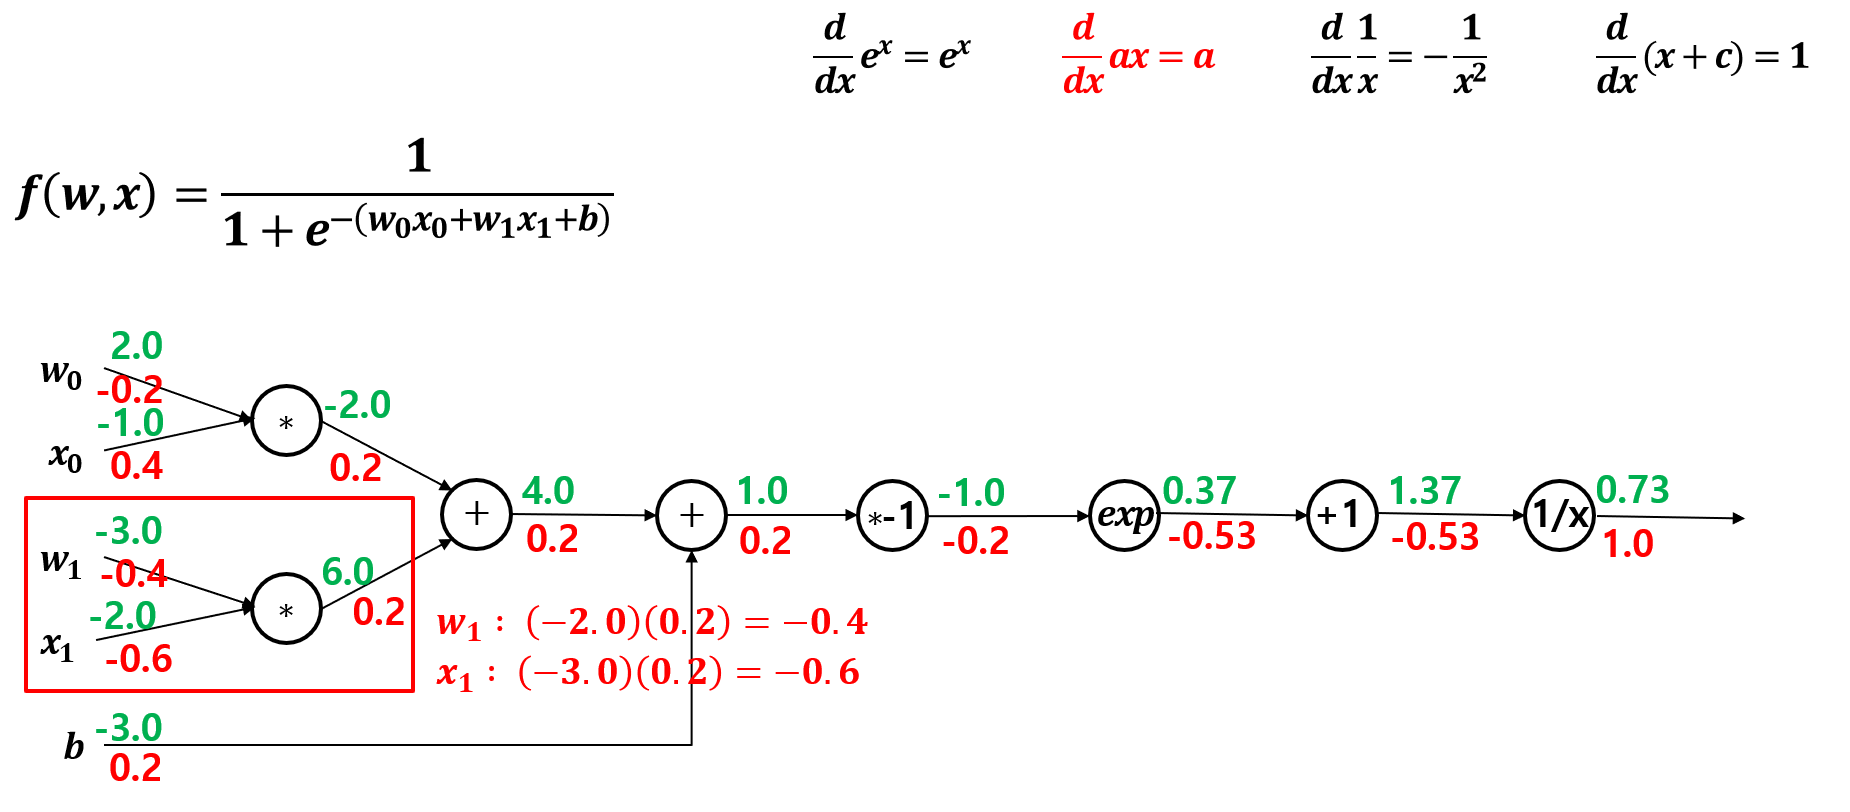 d/dx e^x = e^x   d/dx ax = a   d/dx 1/x = −1/x²   d/dx (x + c) = 1
f(w, x) = 1 / (1 + e^−(w₀x₀+w₁x₁+b))
w₀ 2.0 -0.2
x₀ -1.0 0.4
* -2.0 0.2
w₁ -3.0 -0.4
x₁ -2.0 -0.6
* 6.0 0.2
+ 4.0 0.2
+ 1.0 0.2
*-1 -1.0 -0.2
exp 0.37 -0.53
+1 1.37 -0.53
1/x 0.73 1.0
w₁ : (−2.0)(0.2) = −0.4
x₁ : (−3.0)(0.2) = −0.6
b -3.0 0.2